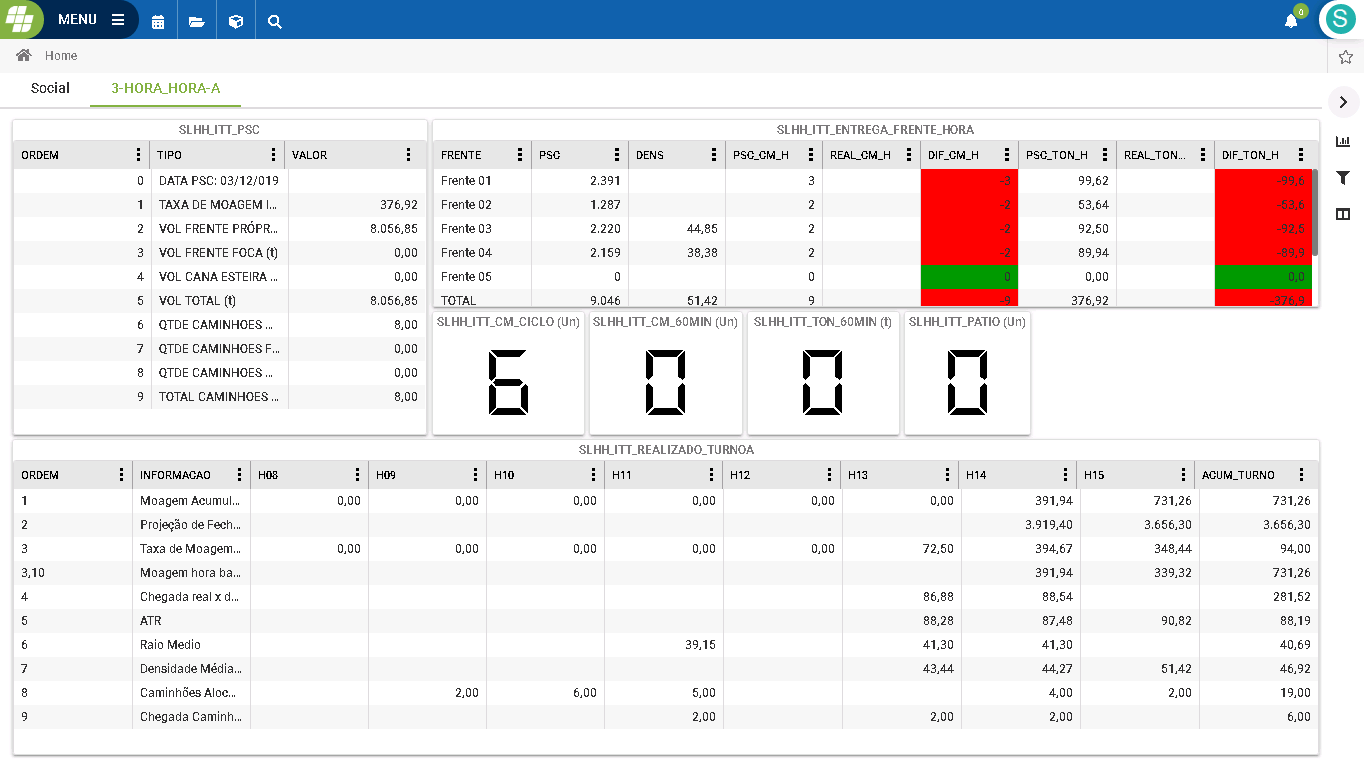 MENU
0
S
Home
Social 3-HORA_HORA-A
SLHH_ITT_PSC
ORDEM TIPO VALOR
0 DATA PSC: 03/12/019
1 TAXA DE MOAGEM I... 376,92
2 VOL FRENTE PRÓPR... 8.056,85
3 VOL FRENTE FOCA (t) 0,00
4 VOL CANA ESTEIRA ... 0,00
5 VOL TOTAL (t) 8.056,85
6 QTDE CAMINHOES ... 8,00
7 QTDE CAMINHOES F... 0,00
8 QTDE CAMINHOES ... 0,00
9 TOTAL CAMINHOES ... 8,00
SLHH_ITT_ENTREGA_FRENTE_HORA
FRENTE PSC DENS PSC_CM_H REAL_CM_H DIF_CM_H PSC_TON_H REAL_TON... DIF_TON_H
Frente 01 2.391 3 -3 99,62 -99,6
Frente 02 1.287 2 -2 53,64 -53,6
Frente 03 2.220 44,85 2 -2 92,50 -92,5
Frente 04 2.159 38,38 2 -2 89,94 -89,9
Frente 05 0 0 0 0,00 0,0
TOTAL 9.046 51,42 9 -9 376,92 -376,9
SLHH_ITT_CM_CICLO (Un) SLHH_ITT_CM_60MIN (Un) SLHH_ITT_TON_60MIN (t) SLHH_ITT_PATIO (Un)
6 0 0 0
SLHH_ITT_REALIZADO_TURNOA
ORDEM INFORMACAO H08 H09 H10 H11 H12 H13 H14 H15 ACUM_TURNO
1 Moagem Acumul... 0,00 0,00 0,00 0,00 0,00 0,00 391,94 731,26 731,26
2 Projeção de Fech... 3.919,40 3.656,30 3.656,30
3 Taxa de Moagem... 0,00 0,00 0,00 0,00 0,00 72,50 394,67 348,44 94,00
3,10 Moagem hora ba... 391,94 339,32 731,26
4 Chegada real x d... 86,88 88,54 281,52
5 ATR 88,28 87,48 90,82 88,19
6 Raio Medio 39,15 41,30 41,30 40,69
7 Densidade Média... 43,44 44,27 51,42 46,92
8 Caminhões Aloc... 2,00 6,00 5,00 4,00 2,00 19,00
9 Chegada Caminh... 2,00 2,00 2,00 6,00